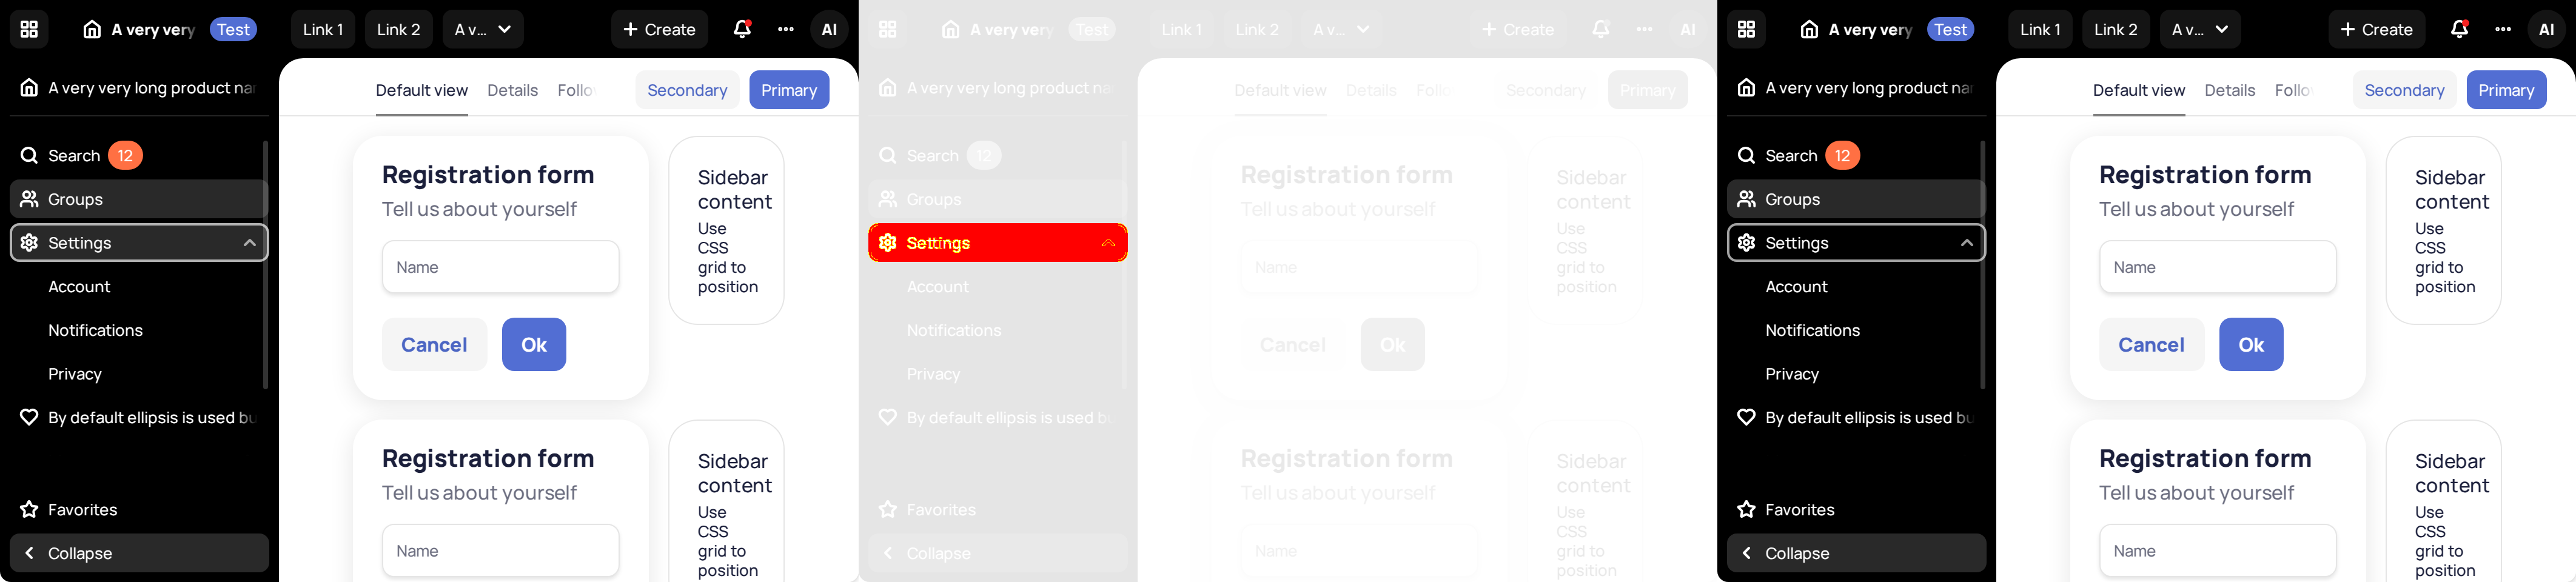 A very very Test Link 1 Link 2 A v... Create ... AI
A very very long product na
Default view Details Follo Secondary Primary
Search 12
Groups
Settings
Account
Notifications
Privacy
By default ellipsis is used bu
Favorites
Collapse
Registration form
Tell us about yourself
Name
Cancel Ok
Sidebar
content
Use
CSS
grid to
position
Registration form
Tell us about yourself
Name
Sidebar
content
Use
CSS
grid to
position
A very very Test Link 1 Link 2 A v... Create ... AI
A very very long product na
Default view Details Follo Secondary Primary
Search 12
Groups
Settings
Account
Notifications
Privacy
By default ellipsis is used bu
Favorites
Collapse
Registration form
Tell us about yourself
Name
Cancel Ok
Sidebar
content
Use
CSS
grid to
position
Registration form
Tell us about yourself
Name
Sidebar
content
Use
CSS
grid to
position
A very very Test Link 1 Link 2 A v... Create ... AI
A very very long product na
Default view Details Follo Secondary Primary
Search 12
Groups
Settings
Account
Notifications
Privacy
By default ellipsis is used bu
Favorites
Collapse
Registration form
Tell us about yourself
Name
Cancel Ok
Sidebar
content
Use
CSS
grid to
position
Registration form
Tell us about yourself
Name
Sidebar
content
Use
CSS
grid to
position